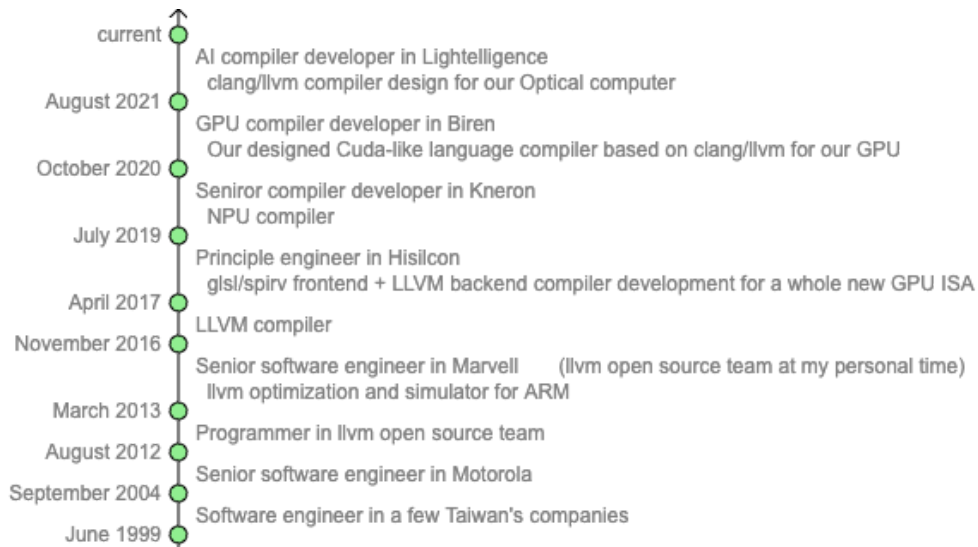 current
AI compiler developer in Lightelligence
clang/llvm compiler design for our Optical computer
August 2021
GPU compiler developer in Biren
Our designed Cuda-like language compiler based on clang/llvm for our GPU
October 2020
Seniror compiler developer in Kneron
NPU compiler
July 2019
Principle engineer in Hisilcon
glsl/spirv frontend + LLVM backend compiler development for a whole new GPU ISA
April 2017
LLVM compiler
November 2016
Senior software engineer in Marvell (llvm open source team at my personal time)
llvm optimization and simulator for ARM
March 2013
Programmer in llvm open source team
August 2012
Senior software engineer in Motorola
September 2004
Software engineer in a few Taiwan's companies
June 1999